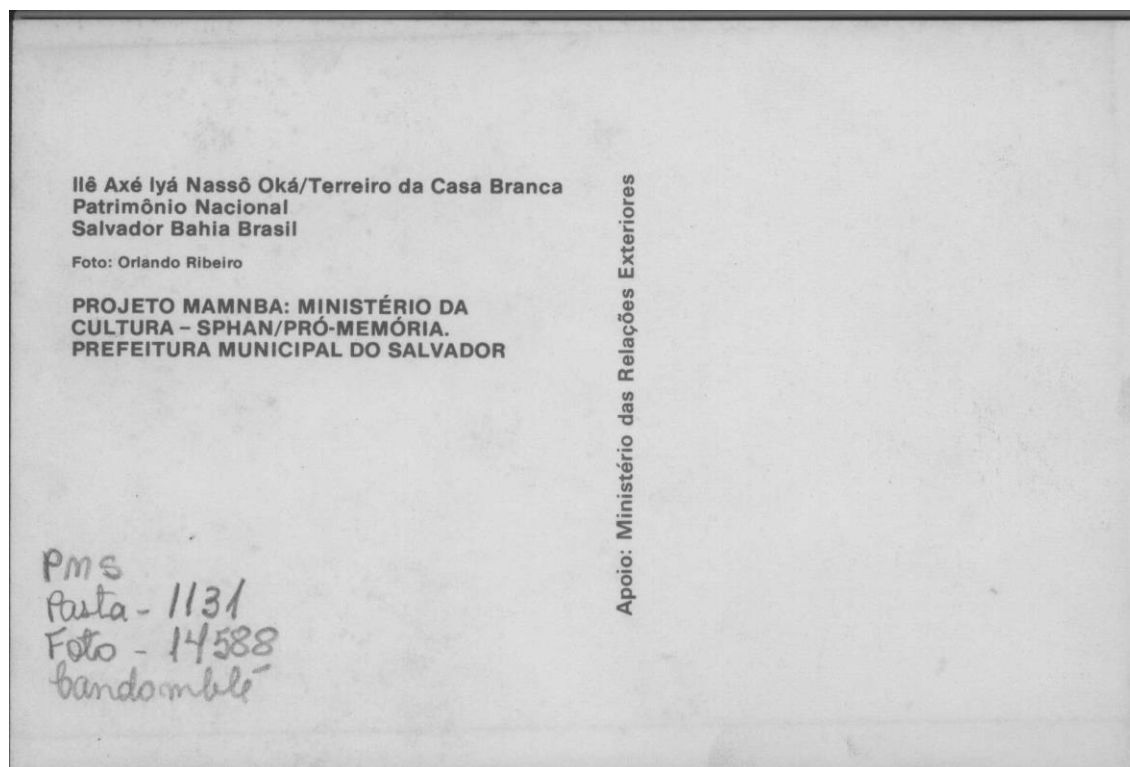 Ilê Axé Iyá Nassô Oká/Terreiro da Casa Branca
Patrimônio Nacional
Salvador Bahia Brasil
Foto: Orlando Ribeiro
PROJETO MAMNBA: MINISTÉRIO DA
CULTURA – SPHAN/PRÓ-MEMÓRIA.
PREFEITURA MUNICIPAL DO SALVADOR
Apoio: Ministério das Relações Exteriores
PMS
Pasta - 1131
Foto - 14588
Candomblé